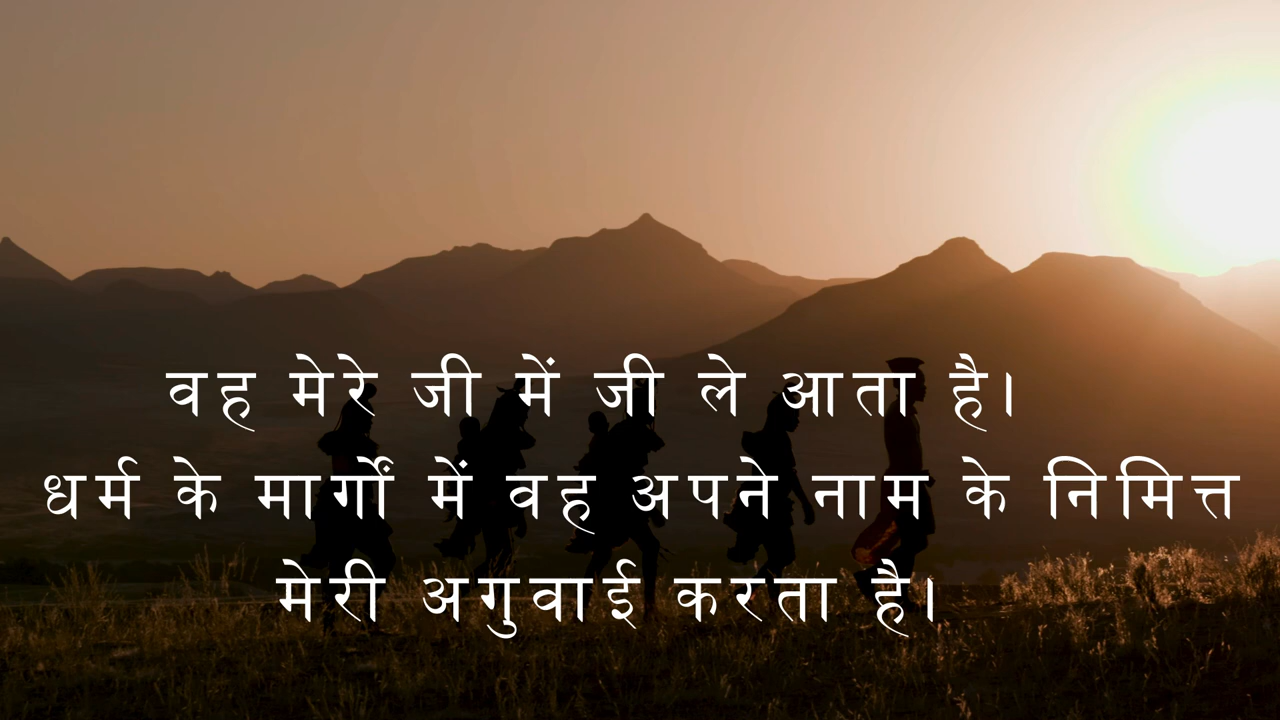 वह मेरे जी में जी ले आता है।
धर्म के मार्गों में वह अपने नाम के निमित्त
मेरी अगुवाई करता है।